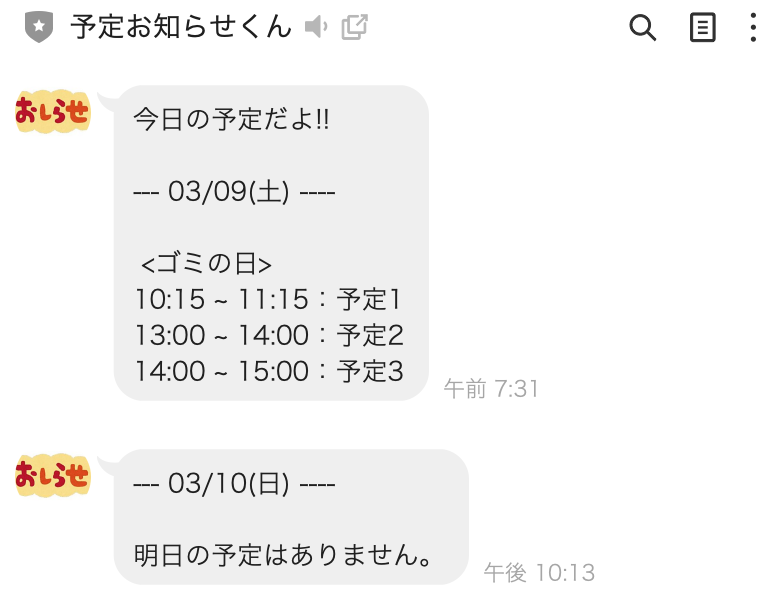 予定お知らせくん
おしらせ
今日の予定だよ!!
--- 03/09(土) ----
<ゴミの日>
10:15 ~ 11:15：予定1
13:00 ~ 14:00：予定2
14:00 ~ 15:00：予定3
午前 7:31
おしらせ
--- 03/10(日) ----
明日の予定はありません。
午後 10:13